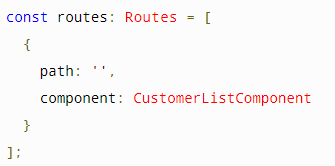 const routes: Routes = [
  {
    path: '',
    component: CustomerListComponent
  }
];